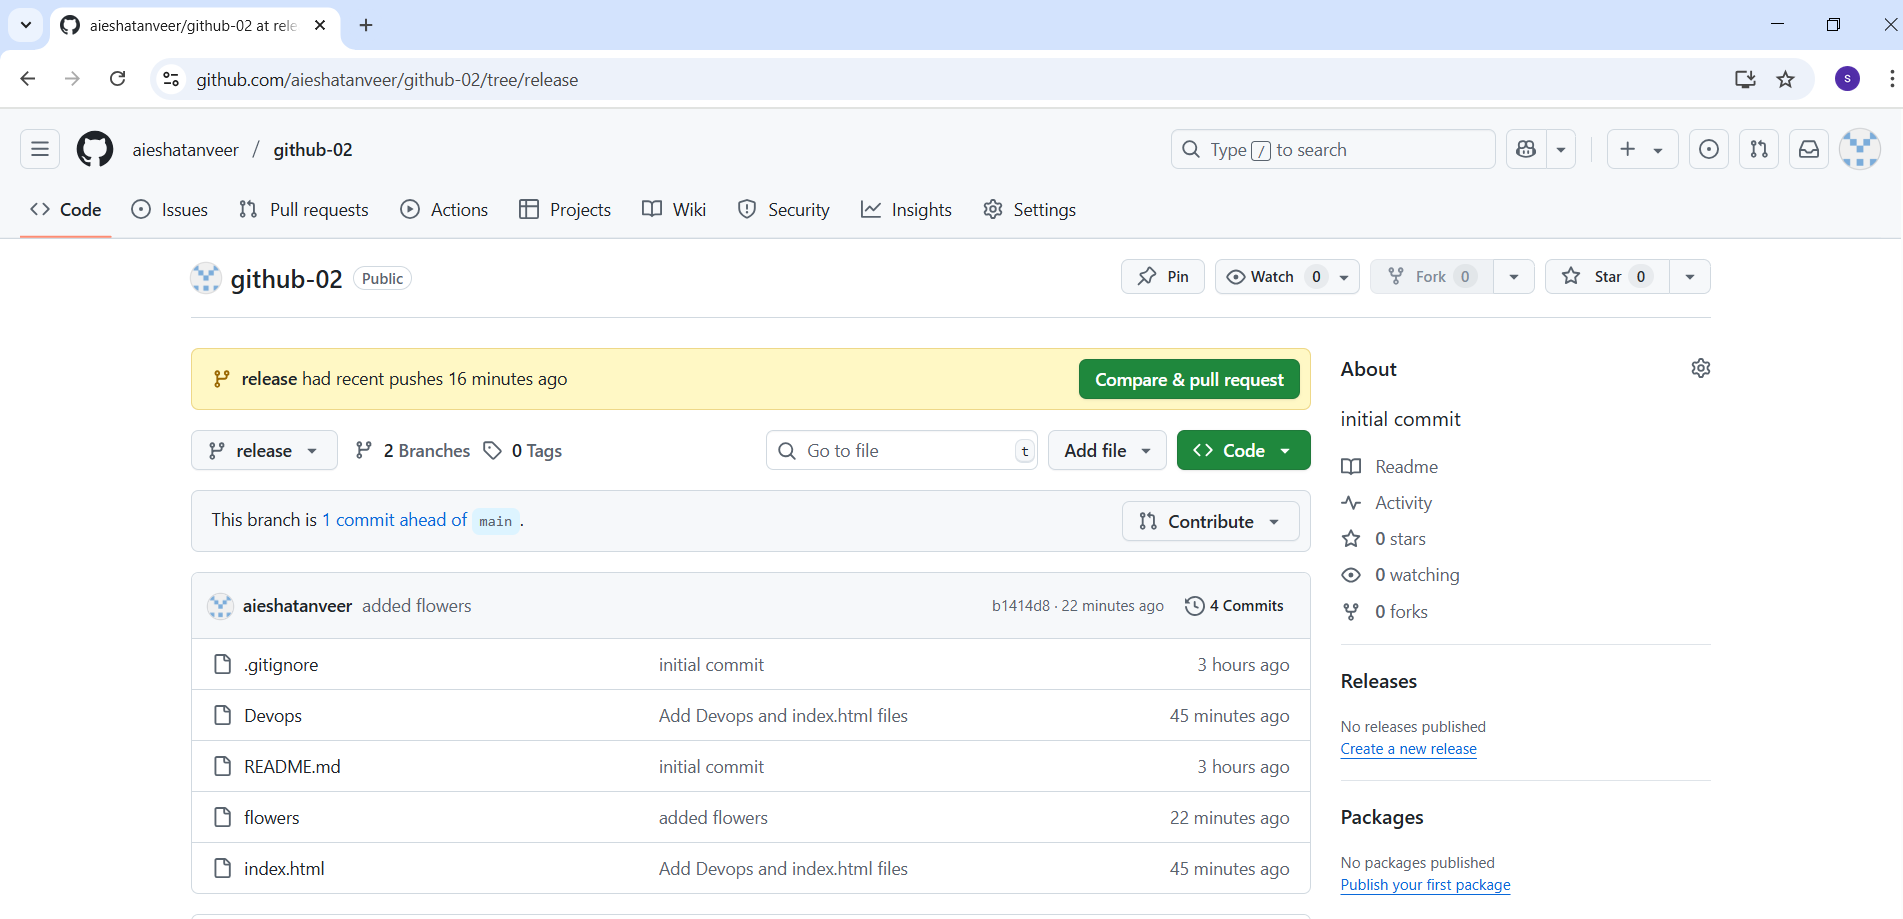 aieshatanveer/github-02 at rele
github.com/aieshatanveer/github-02/tree/release
S
aieshatanveer / github-02
Type / to search
Code Issues Pull requests Actions Projects Wiki Security Insights Settings
github-02 Public
Pin Watch 0 Fork 0 Star 0
release had recent pushes 16 minutes ago
Compare & pull request
release 2 Branches 0 Tags
Go to file t
Add file
Code
This branch is 1 commit ahead of main .
Contribute
aieshatanveer added flowers b1414d8 · 22 minutes ago 4 Commits
.gitignore initial commit 3 hours ago
Devops Add Devops and index.html files 45 minutes ago
README.md initial commit 3 hours ago
flowers added flowers 22 minutes ago
index.html Add Devops and index.html files 45 minutes ago
About
initial commit
Readme
Activity
0 stars
0 watching
0 forks
Releases
No releases published
Create a new release
Packages
No packages published
Publish your first package